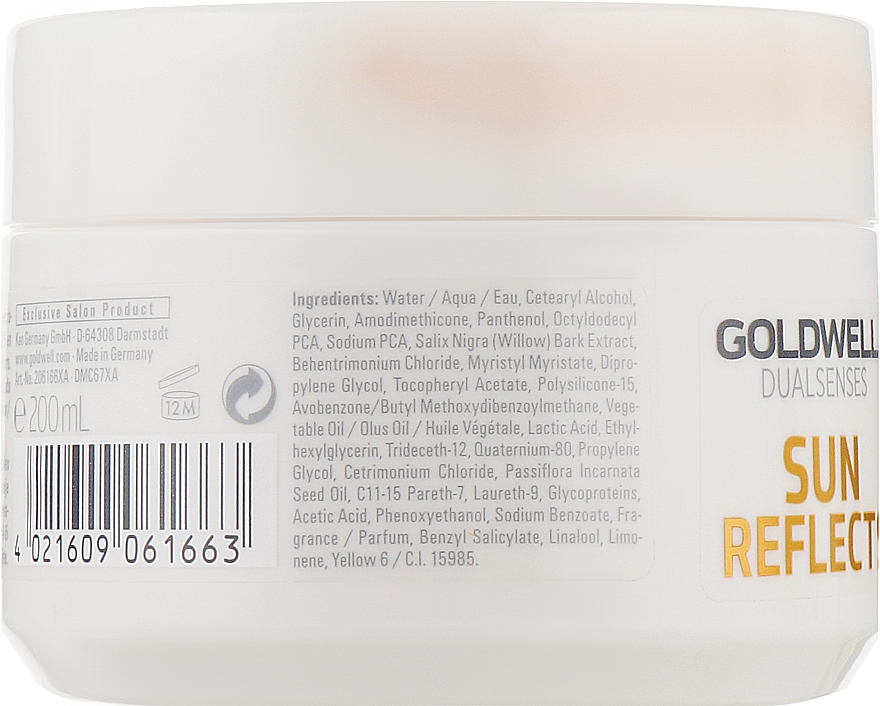 Exclusive Salon Product
Kao Germany GmbH · D-64308 Darmstadt
www.goldwell.com · Made in Germany
Art.-No. 206166XA · DMC67XA
e 200mL
12M
4 021609 061663
Ingredients: Water / Aqua / Eau, Cetearyl Alcohol,
Glycerin, Amodimethicone, Panthenol, Octyldodecyl
PCA, Sodium PCA, Salix Nigra (Willow) Bark Extract,
Behentrimonium Chloride, Myristyl Myristate, Dipro-
pylene Glycol, Tocopheryl Acetate, Polysilicone-15,
Avobenzone/Butyl Methoxydibenzoylmethane, Vege-
table Oil / Olus Oil / Huile Végétale, Lactic Acid, Ethyl-
hexylglycerin, Trideceth-12, Quaternium-80, Propylene
Glycol, Cetrimonium Chloride, Passiflora Incarnata
Seed Oil, C11-15 Pareth-7, Laureth-9, Glycoproteins,
Acetic Acid, Phenoxyethanol, Sodium Benzoate, Fra-
grance / Parfum, Benzyl Salicylate, Linalool, Limo-
nene, Yellow 6 / C.I. 15985.
GOLDWELL
DUALSENSES
SUN
REFLECTS